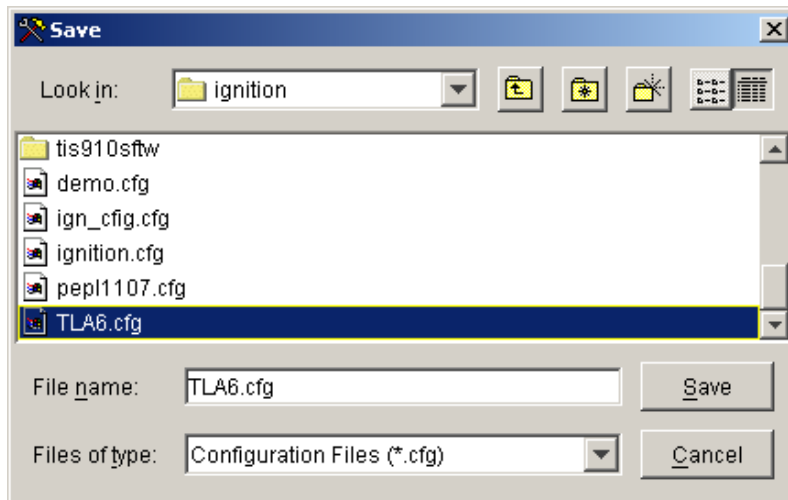 Save
Look in: ignition
tis910sftw
demo.cfg
ign_cfig.cfg
ignition.cfg
pepl1107.cfg
TLA6.cfg
File name: TLA6.cfg Save
Files of type: Configuration Files (*.cfg) Cancel